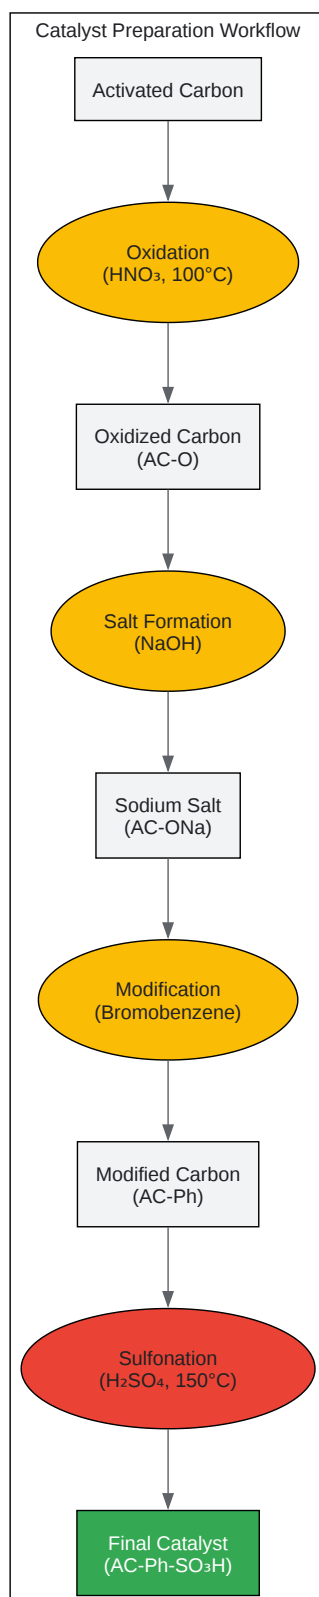 Catalyst Preparation Workflow
Activated Carbon
Oxidation
(HNO₃, 100°C)
Oxidized Carbon
(AC-O)
Salt Formation
(NaOH)
Sodium Salt
(AC-ONa)
Modification
(Bromobenzene)
Modified Carbon
(AC-Ph)
Sulfonation
(H₂SO₄, 150°C)
Final Catalyst
(AC-Ph-SO₃H)